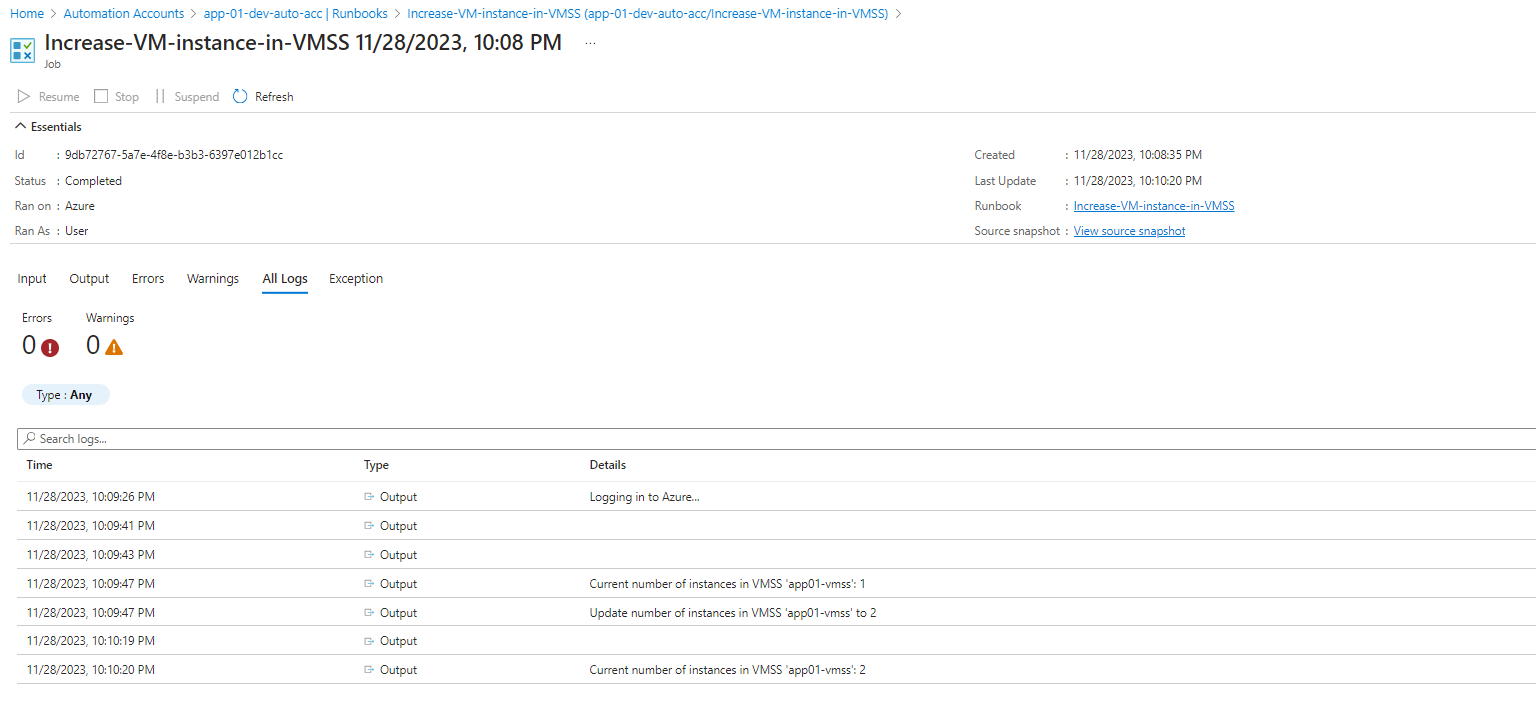 Home > Automation Accounts > app-01-dev-auto-acc | Runbooks > Increase-VM-instance-in-VMSS (app-01-dev-auto-acc/Increase-VM-instance-in-VMSS) >
Increase-VM-instance-in-VMSS 11/28/2023, 10:08 PM ...
Job
Resume Stop Suspend Refresh
Essentials
Id : 9db72767-5a7e-4f8e-b3b3-6397e012b1cc
Created : 11/28/2023, 10:08:35 PM
Status : Completed
Last Update : 11/28/2023, 10:10:20 PM
Ran on : Azure
Runbook : Increase-VM-instance-in-VMSS
Ran As : User
Source snapshot : View source snapshot
Input Output Errors Warnings All Logs Exception
Errors Warnings
0 0
Type : Any
Search logs...
Time Type Details
11/28/2023, 10:09:26 PM Output Logging in to Azure...
11/28/2023, 10:09:41 PM Output
11/28/2023, 10:09:43 PM Output
11/28/2023, 10:09:47 PM Output Current number of instances in VMSS 'app01-vmss': 1
11/28/2023, 10:09:47 PM Output Update number of instances in VMSS 'app01-vmss' to 2
11/28/2023, 10:10:19 PM Output
11/28/2023, 10:10:20 PM Output Current number of instances in VMSS 'app01-vmss': 2